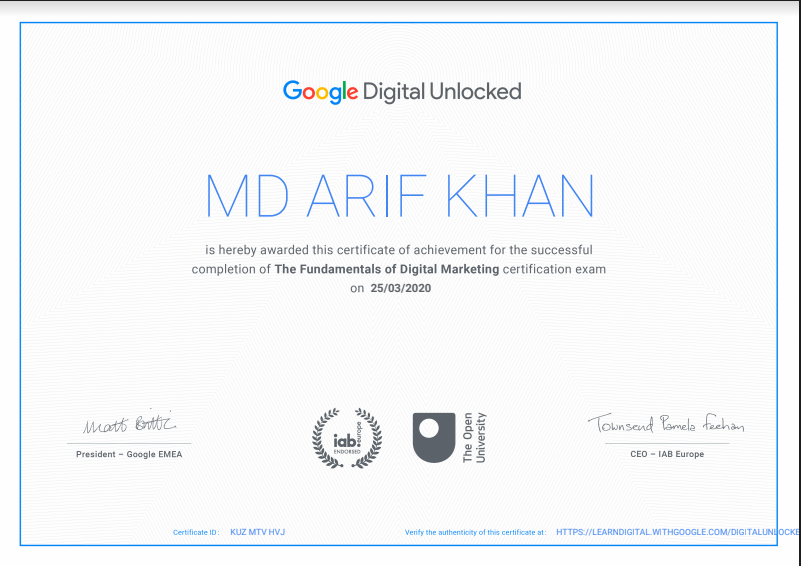 Google Digital Unlocked
MD ARIF KHAN
is hereby awarded this certificate of achievement for the successful
completion of The Fundamentals of Digital Marketing certification exam
on 25/03/2020
Matt Brittin
President – Google EMEA
iab.europe
ENDORSED
The Open
University
Townsend Pamela Feehan
CEO – IAB Europe
Certificate ID : KUZ MTV HVJ
Verify the authenticity of this certificate at : HTTPS://LEARNDIGITAL.WITHGOOGLE.COM/DIGITALUNLOCKE